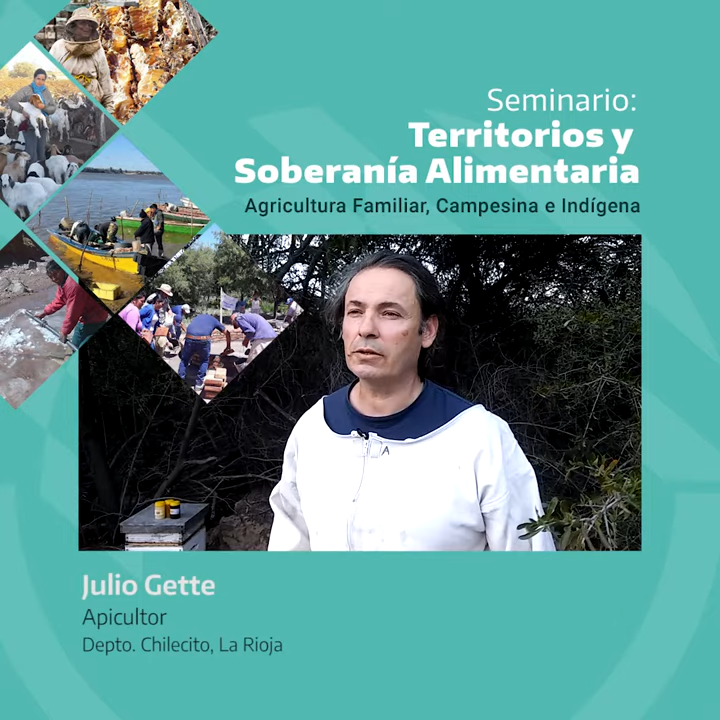 Seminario:
Territorios y
Soberanía Alimentaria
Agricultura Familiar, Campesina e Indígena
Julio Gette
Apicultor
Depto. Chilecito, La Rioja